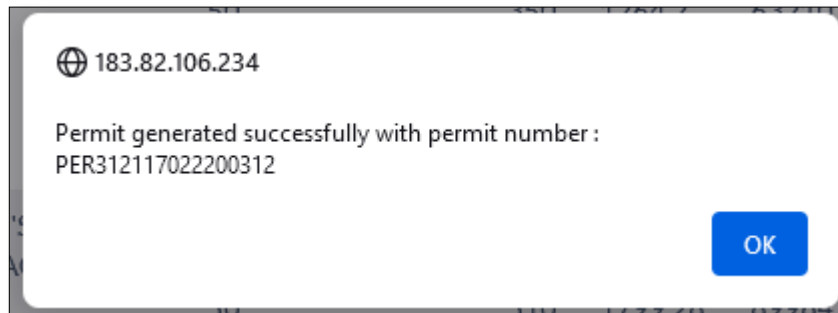 183.82.106.234
Permit generated successfully with permit number :
PER312117022200312
OK